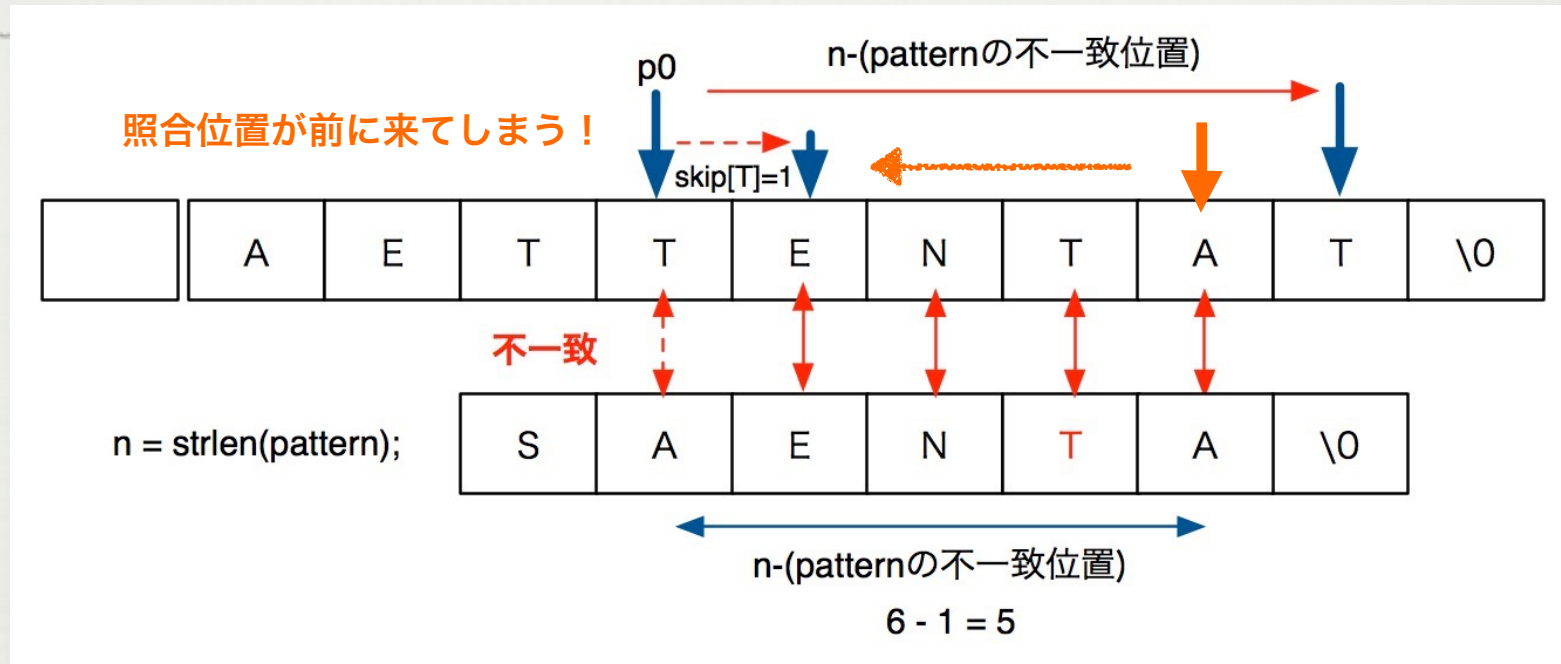 n-(patternの不一致位置)
p0
照合位置が前に来てしまう！
skip[T]=1
A E T T E N T A T \0
不一致
n = strlen(pattern);
S A E N T A \0
n-(patternの不一致位置)
6 - 1 = 5